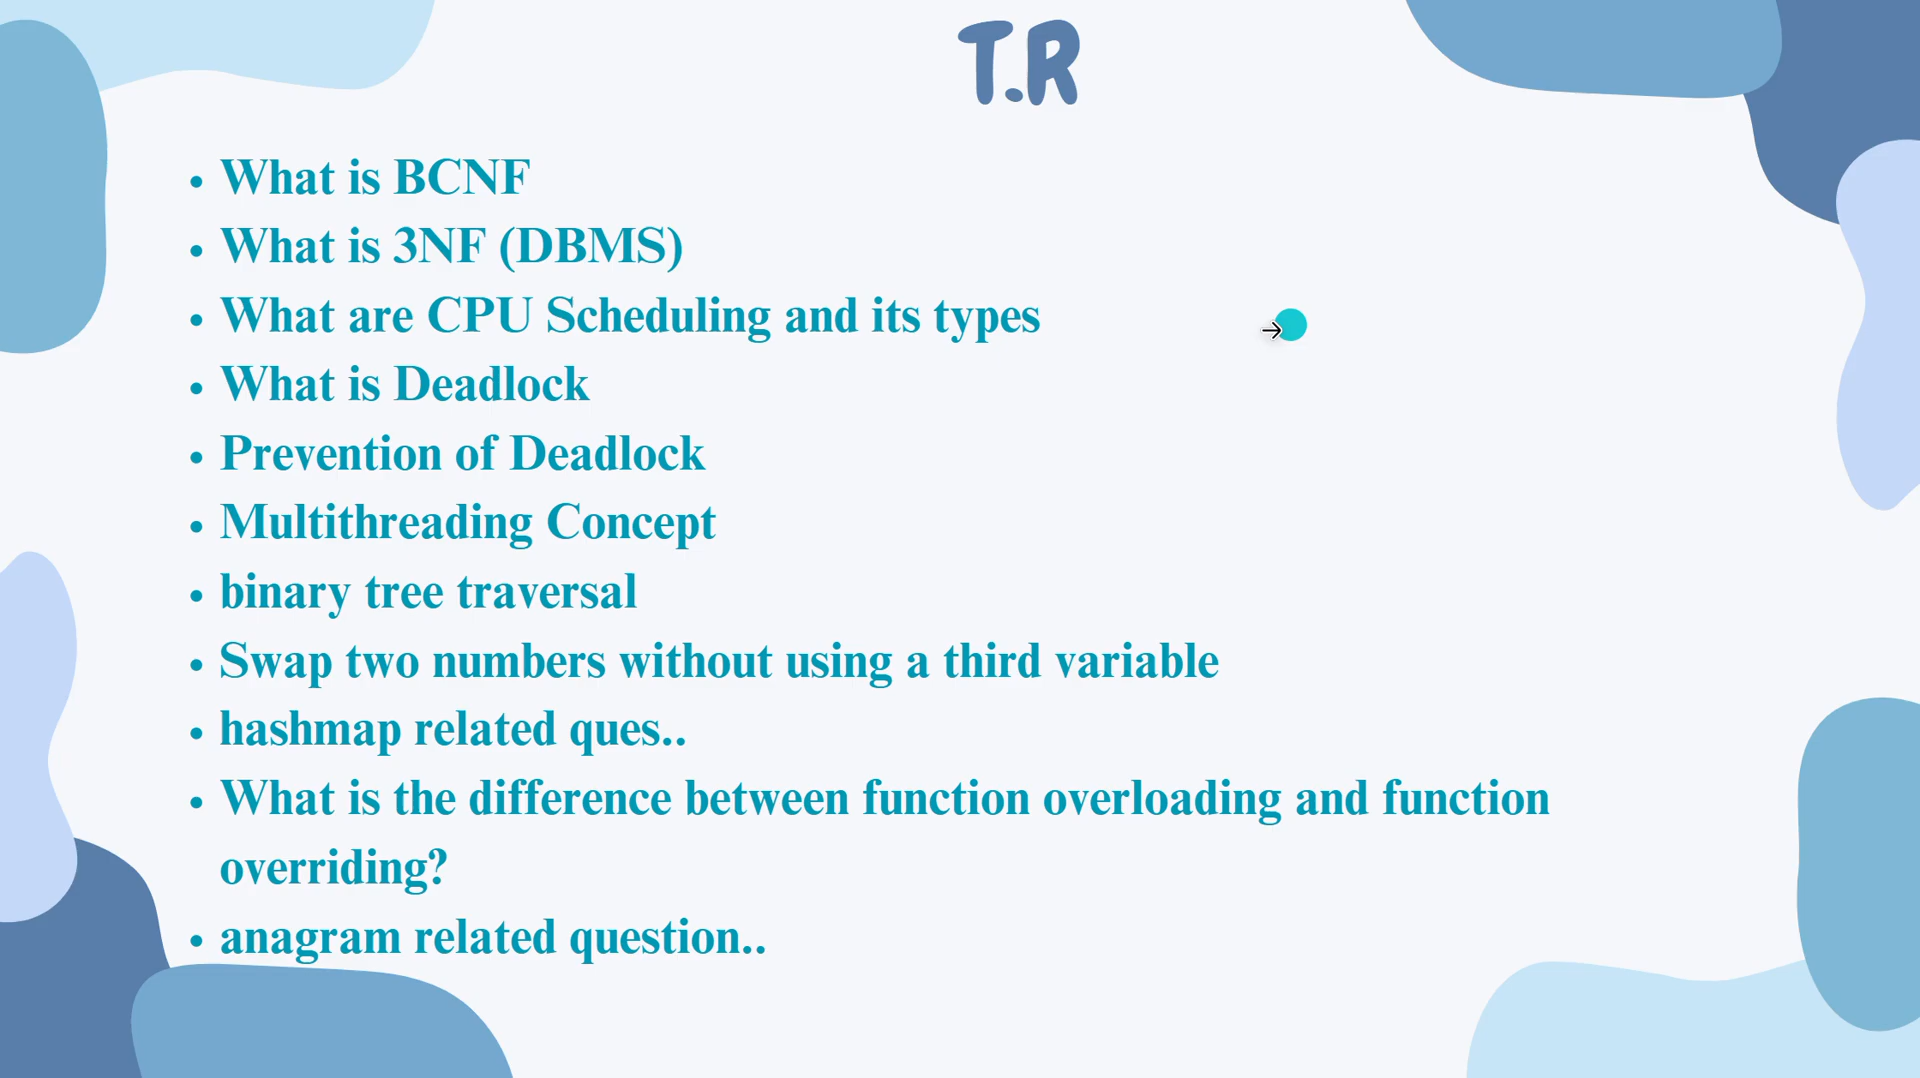 T.R
• What is BCNF
• What is 3NF (DBMS)
• What are CPU Scheduling and its types
• What is Deadlock
• Prevention of Deadlock
• Multithreading Concept
• binary tree traversal
• Swap two numbers without using a third variable
• hashmap related ques..
• What is the difference between function overloading and function
overriding?
• anagram related question..